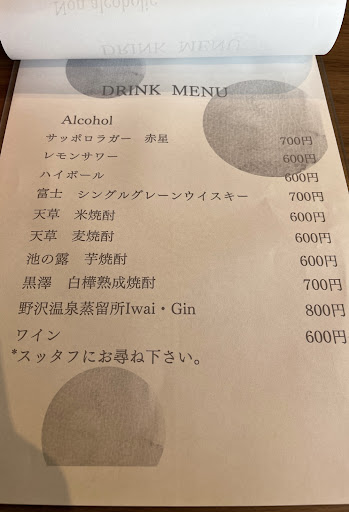 Non alcoholic
DRINK MENU
DRINK MENU
Alcohol
サッポロラガー 赤星 700円
レモンサワー 600円
ハイボール 600円
富士 シングルグレーンウイスキー 700円
天草 米焼酎 600円
天草 麦焼酎 600円
池の露 芋焼酎 600円
黒澤 白樺熟成焼酎 700円
野沢温泉蒸留所Iwai・Gin 800円
ワイン 600円
*スッタフにお尋ね下さい。